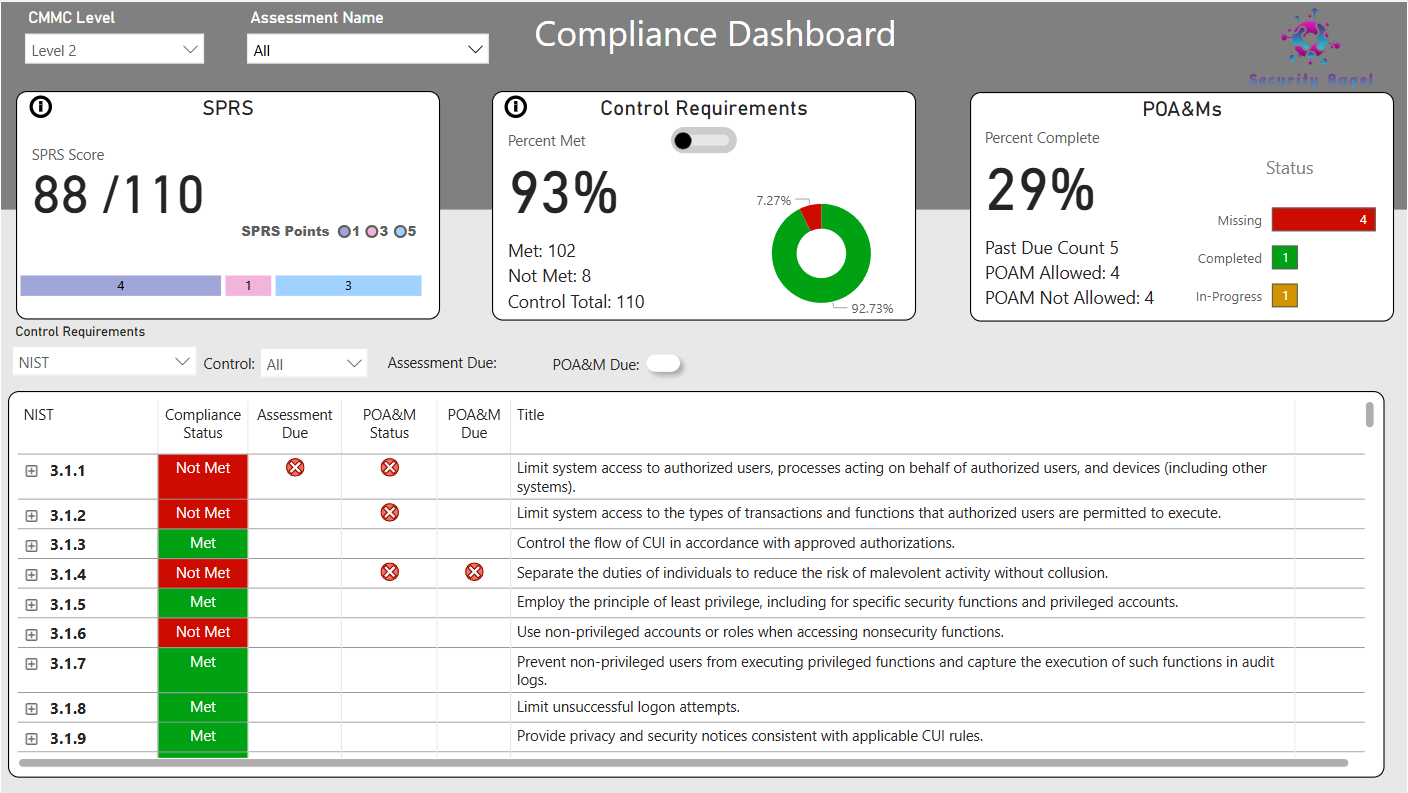 CMMC Level
Assessment Name
Compliance Dashboard
Level 2
All
Security Bagel
SPRS
SPRS Score
88 /110
SPRS Points 1 3 5
4 1 3
Control Requirements
Percent Met
93%
7.27%
92.73%
Met: 102
Not Met: 8
Control Total: 110
POA&Ms
Percent Complete
29%
Status
Missing 4
Completed 1
In-Progress 1
Past Due Count 5
POAM Allowed: 4
POAM Not Allowed: 4
Control Requirements
NIST Control: All Assessment Due: POA&M Due:
NIST Compliance Status Assessment Due POA&M Status POA&M Due Title
3.1.1 Not Met Limit system access to authorized users, processes acting on behalf of authorized users, and devices (including other
systems).
3.1.2 Not Met Limit system access to the types of transactions and functions that authorized users are permitted to execute.
3.1.3 Met Control the flow of CUI in accordance with approved authorizations.
3.1.4 Not Met Separate the duties of individuals to reduce the risk of malevolent activity without collusion.
3.1.5 Met Employ the principle of least privilege, including for specific security functions and privileged accounts.
3.1.6 Not Met Use non-privileged accounts or roles when accessing nonsecurity functions.
3.1.7 Met Prevent non-privileged users from executing privileged functions and capture the execution of such functions in audit
logs.
3.1.8 Met Limit unsuccessful logon attempts.
3.1.9 Met Provide privacy and security notices consistent with applicable CUI rules.